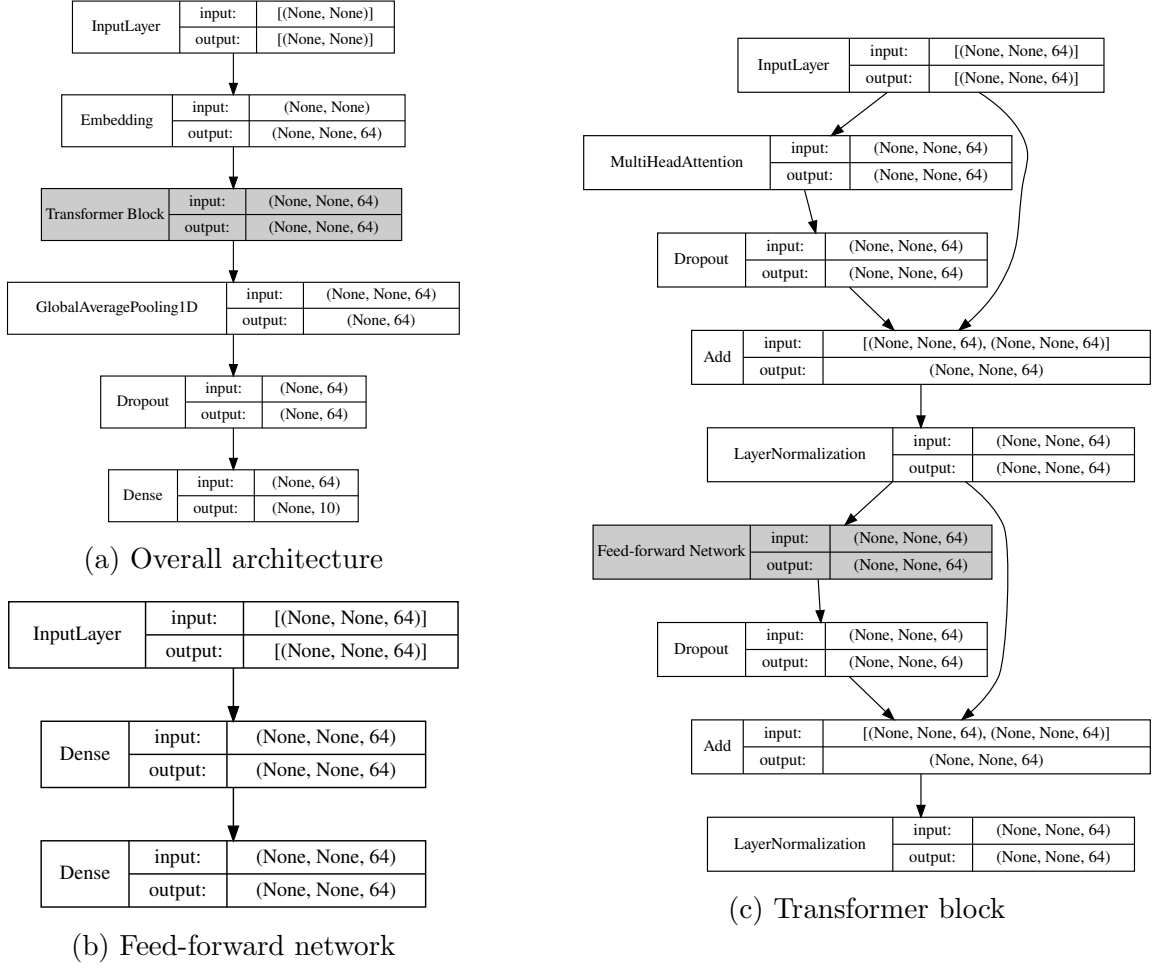 InputLayer input: [(None, None)]
output: [(None, None)]
Embedding input: (None, None)
output: (None, None, 64)
Transformer Block input: (None, None, 64)
output: (None, None, 64)
GlobalAveragePooling1D input: (None, None, 64)
output: (None, 64)
Dropout input: (None, 64)
output: (None, 64)
Dense input: (None, 64)
output: (None, 10)
(a) Overall architecture
InputLayer input: [(None, None, 64)]
output: [(None, None, 64)]
Dense input: (None, None, 64)
output: (None, None, 64)
Dense input: (None, None, 64)
output: (None, None, 64)
(b) Feed-forward network
InputLayer input: [(None, None, 64)]
output: [(None, None, 64)]
MultiHeadAttention input: (None, None, 64)
output: (None, None, 64)
Dropout input: (None, None, 64)
output: (None, None, 64)
Add input: [(None, None, 64), (None, None, 64)]
output: (None, None, 64)
LayerNormalization input: (None, None, 64)
output: (None, None, 64)
Feed-forward Network input: (None, None, 64)
output: (None, None, 64)
Dropout input: (None, None, 64)
output: (None, None, 64)
Add input: [(None, None, 64), (None, None, 64)]
output: (None, None, 64)
LayerNormalization input: (None, None, 64)
output: (None, None, 64)
(c) Transformer block